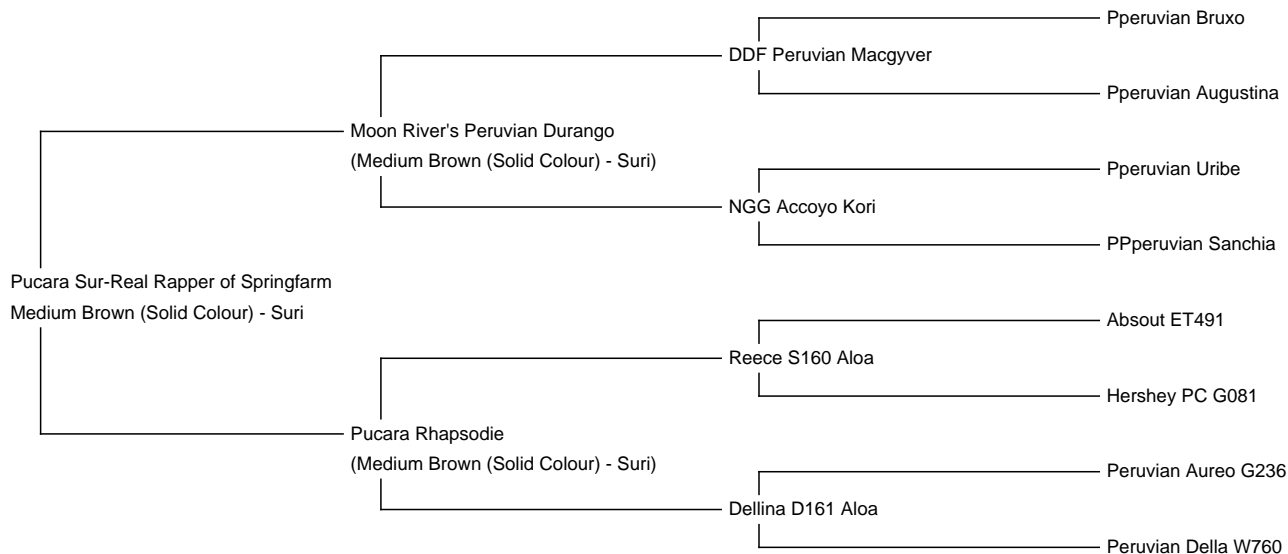 Pperuvian Bruxo
DDF Peruvian Macgyver
Pperuvian Augustina
Moon River's Peruvian Durango
(Medium Brown (Solid Colour) - Suri)
Pperuvian Uribe
NGG Accoyo Kori
PPperuvian Sanchia
Pucara Sur-Real Rapper of Springfarm
Medium Brown (Solid Colour) - Suri
Absout ET491
Reece S160 Aloa
Hershey PC G081
Pucara Rhapsodie
(Medium Brown (Solid Colour) - Suri)
Peruvian Aureo G236
Dellina D161 Aloa
Peruvian Della W760